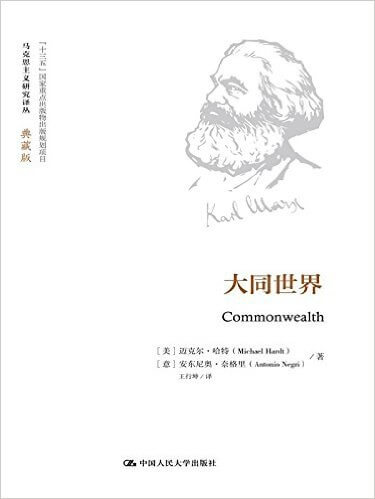 「十三五」国家重点出版物出版规划项目
马克思主义研究译丛 典藏版
Karl Marx
大同世界
Commonwealth
［美］迈克尔·哈特（Michael Hardt）
［意］安东尼奥·奈格里（Antonio Negri） /著
王行坤/译
中国人民大学出版社